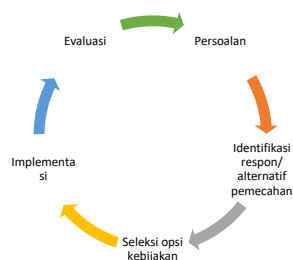 Evaluasi
Persoalan
Identifikasi
respon/
alternatif
pemecahan
Seleksi opsi
kebijakan
Implementa
si